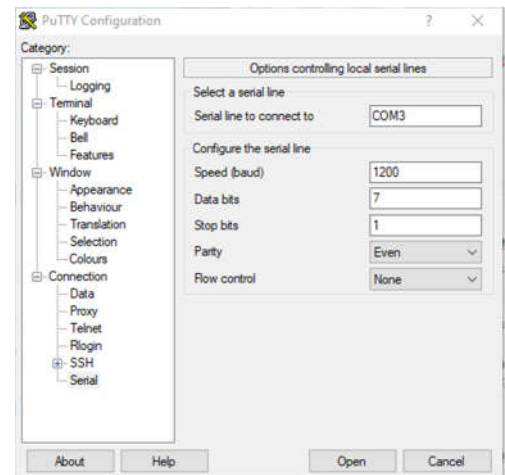 PuTTY Configuration
Category:
Session
Logging
Terminal
Keyboard
Bell
Features
Window
Appearance
Behaviour
Translation
Selection
Colours
Connection
Data
Proxy
Telnet
Rlogin
SSH
Serial
Options controlling local serial lines
Select a serial line
Serial line to connect to COM3
Configure the serial line
Speed (baud) 1200
Data bits 7
Stop bits 1
Parity Even
Flow control None
About Help Open Cancel